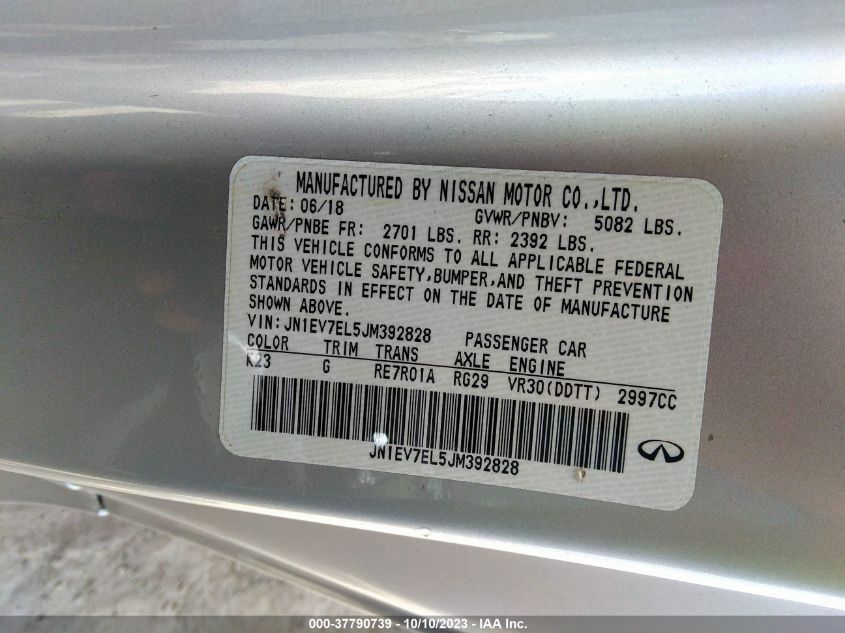 MANUFACTURED BY NISSAN MOTOR CO.,LTD.
DATE: 06/18 GVWR/PNBV: 5082 LBS.
GAWR/PNBE FR: 2701 LBS. RR: 2392 LBS.
THIS VEHICLE CONFORMS TO ALL APPLICABLE FEDERAL
MOTOR VEHICLE SAFETY,BUMPER,AND THEFT PREVENTION
STANDARDS IN EFFECT ON THE DATE OF MANUFACTURE
SHOWN ABOVE.
VIN:JN1EV7EL5JM392828 PASSENGER CAR
COLOR TRIM TRANS AXLE ENGINE
K23 G RE7R01A RG29 VR30(DDTT) 2997CC
JN1EV7EL5JM392828
000-37790739 - 10/10/2023 - IAA Inc.